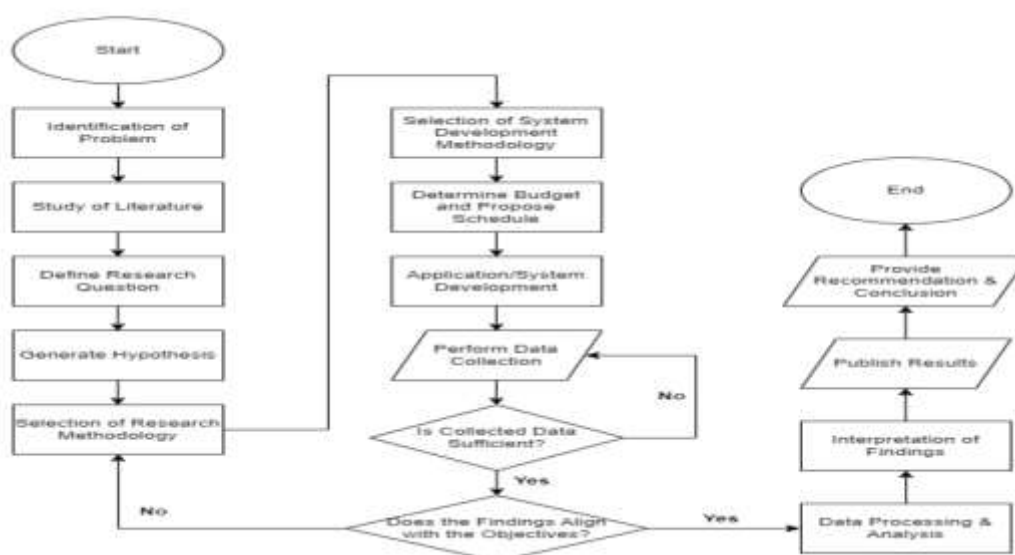 Start
Identification of
Problem
Study of Literature
Define Research
Question
Generate Hypothesis
Selection of Research
Methodology
Selection of System
Development
Methodology
Determine Budget
and Propose
Schedule
Application/System
Development
Perform Data
Collection
No
Is Collected Data
Sufficient?
Yes
No
Does the Findings Align
with the Objectives?
Yes
Data Processing &
Analysis
Interpretation of
Findings
Publish Results
Provide
Recommendation &
Conclusion
End